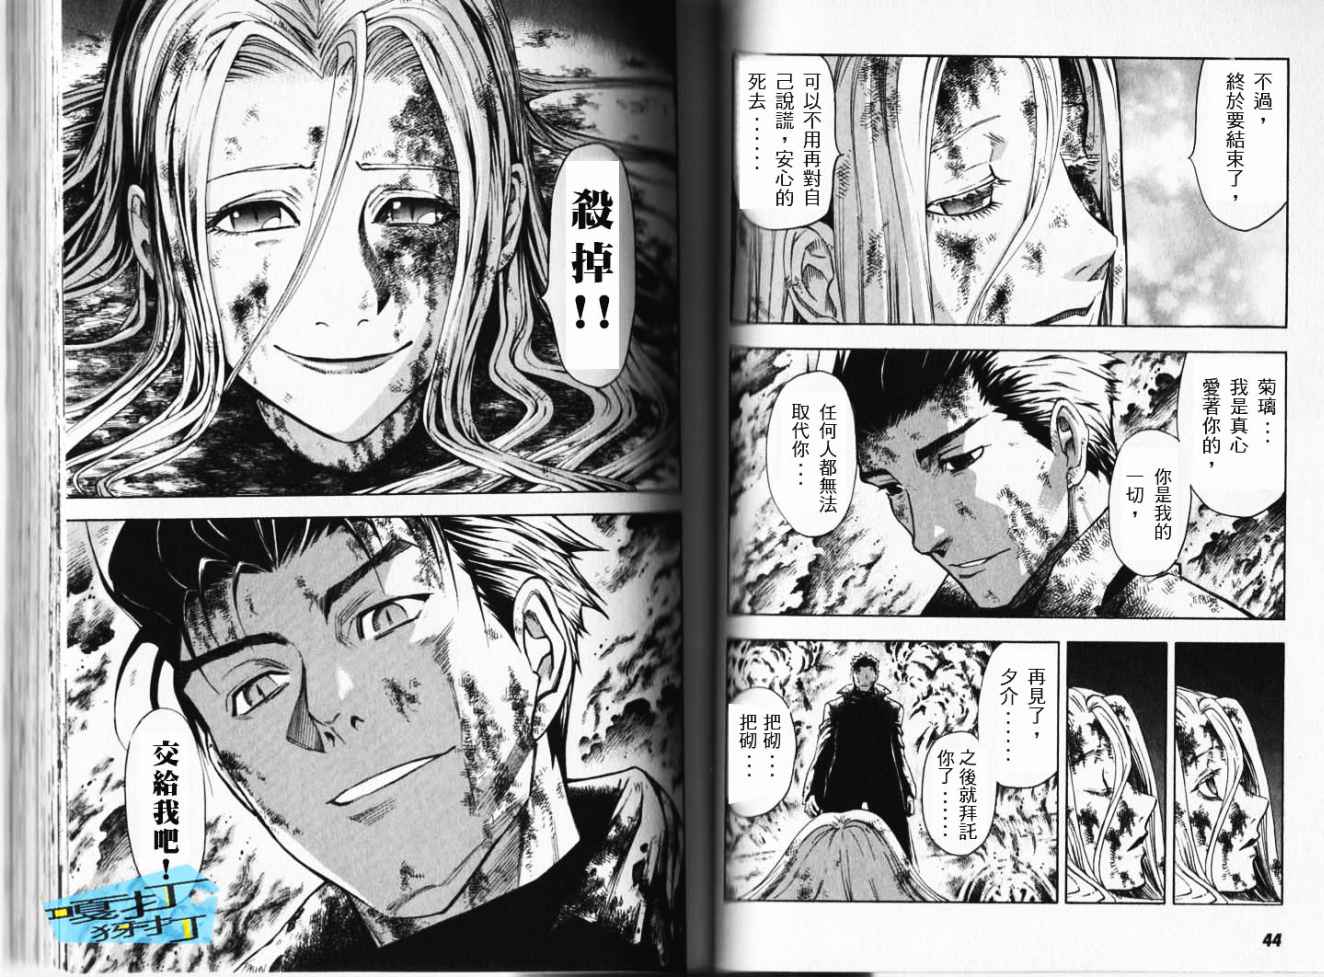 不過，
終於要結束了，
可以不用再對自
己說謊，安心的
死去‥‥‥
菊璃‥‥
我是真心
愛著你的，
你是我的
一切，
任何人都無法
取代你‥‥
再見了，
夕介‥‥‥
之後就拜託
你了‥‥‥
把砌‥‥
把砌‥‥
44
殺掉!!
交給我吧！
嘎打